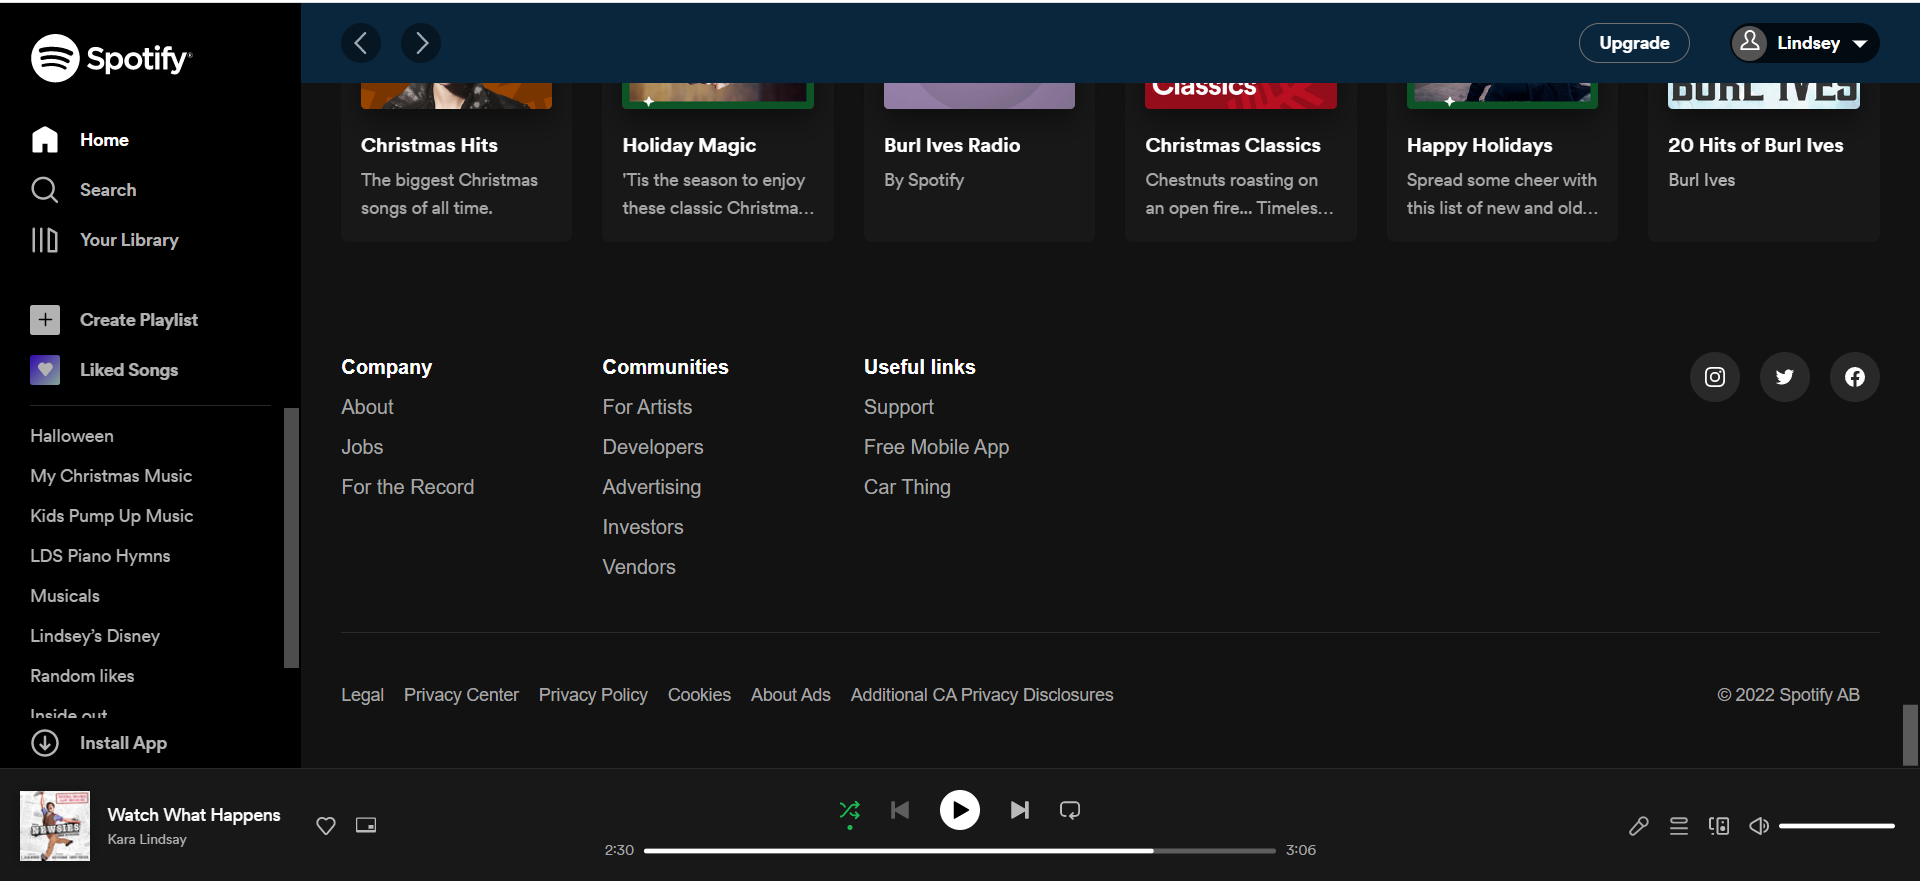 Spotify
Home
Search
Your Library
Create Playlist
Liked Songs
Halloween
My Christmas Music
Kids Pump Up Music
LDS Piano Hymns
Musicals
Lindsey’s Disney
Random likes
Inside out
Install App
Upgrade
Lindsey
Classics
BURL IVES
Christmas Hits
The biggest Christmas
songs of all time.
Holiday Magic
'Tis the season to enjoy
these classic Christma...
Burl Ives Radio
By Spotify
Christmas Classics
Chestnuts roasting on
an open fire... Timeles...
Happy Holidays
Spread some cheer with
this list of new and old...
20 Hits of Burl Ives
Burl Ives
Company
About
Jobs
For the Record
Communities
For Artists
Developers
Advertising
Investors
Vendors
Useful links
Support
Free Mobile App
Car Thing
Legal
Privacy Center
Privacy Policy
Cookies
About Ads
Additional CA Privacy Disclosures
© 2022 Spotify AB
NEWSIES
Watch What Happens
Kara Lindsay
2:30
3:06